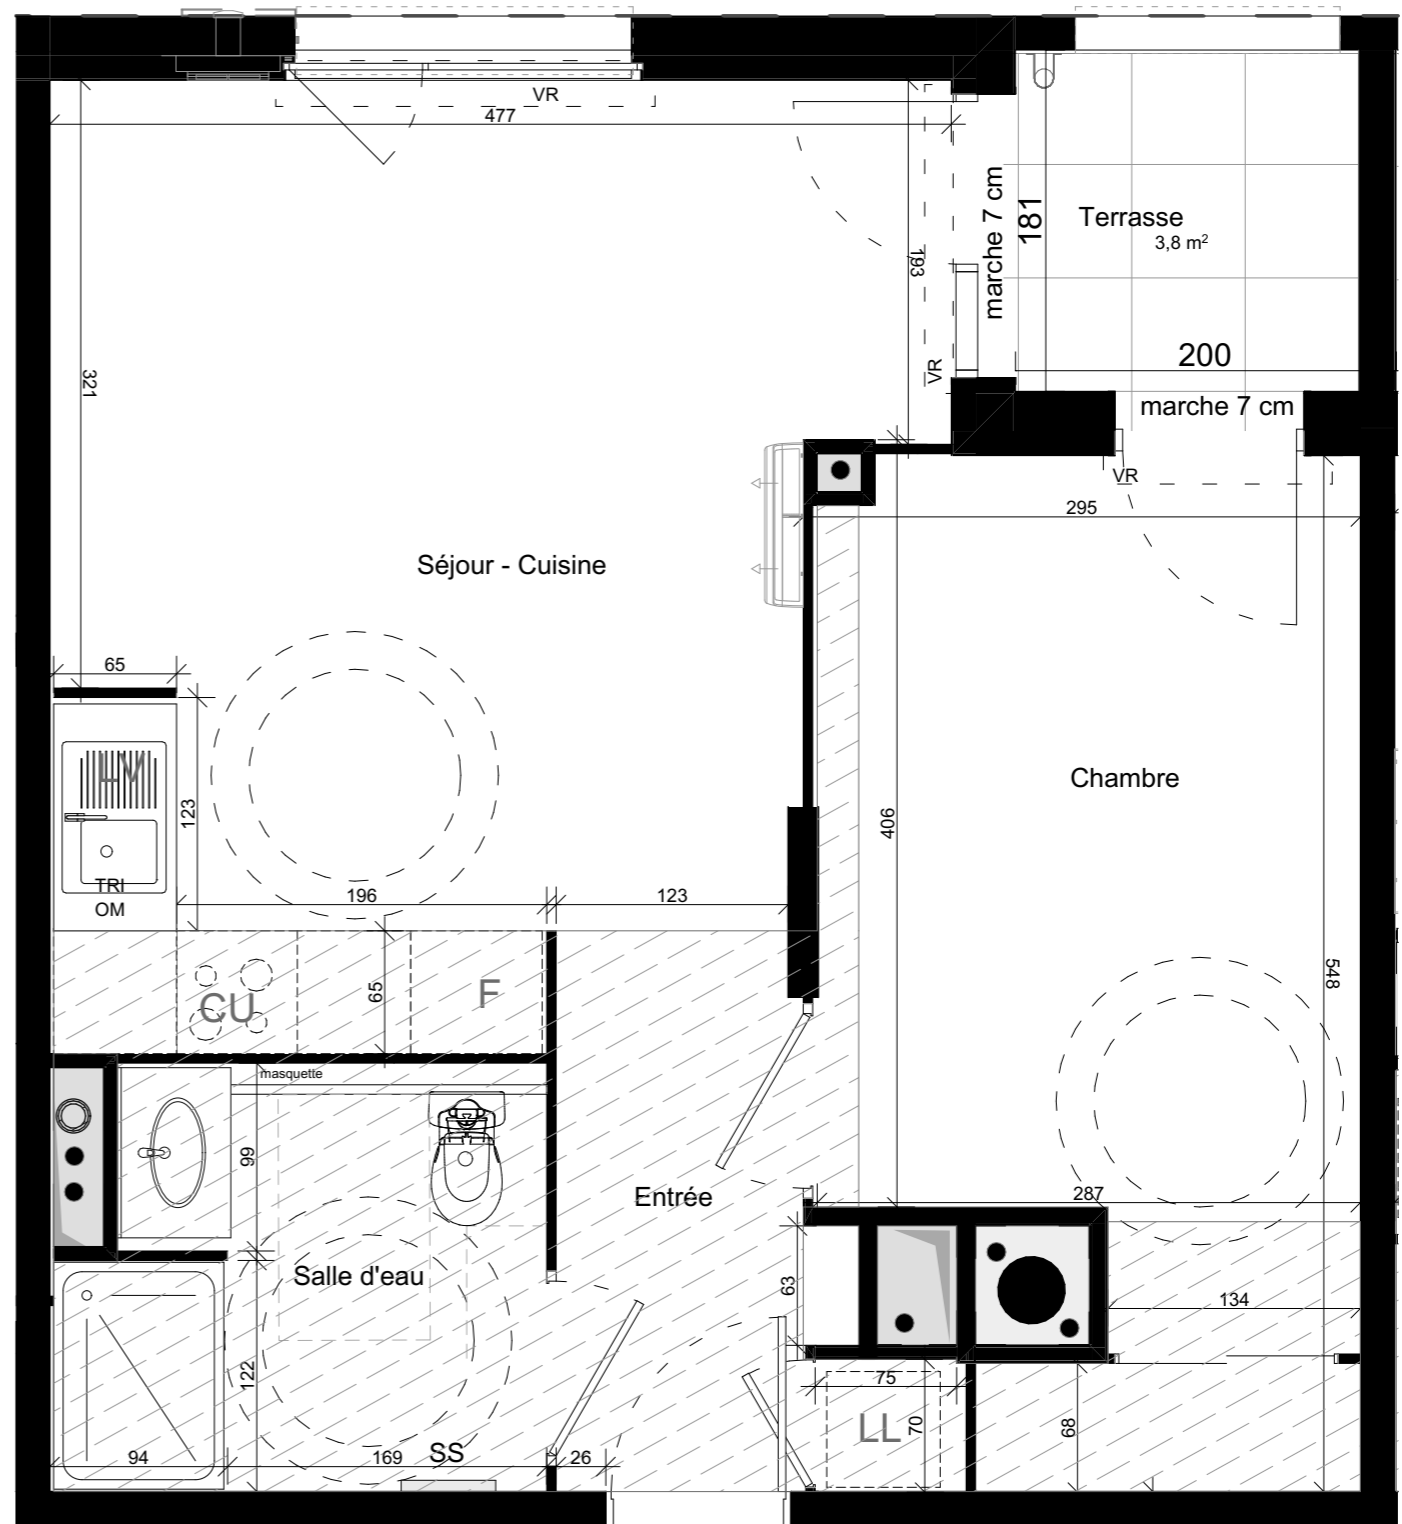 VR
477
marche 7 cm
181
Terrasse
3,8 m²
193
321
VR
200
marche 7 cm
VR
295
Séjour - Cuisine
65
LV
123
TRI
OM
196
123
Chambre
406
548
CU
65
F
masquette
99
Entrée
287
Salle d'eau
63
134
122
75
LL
70
68
94
169
SS
26